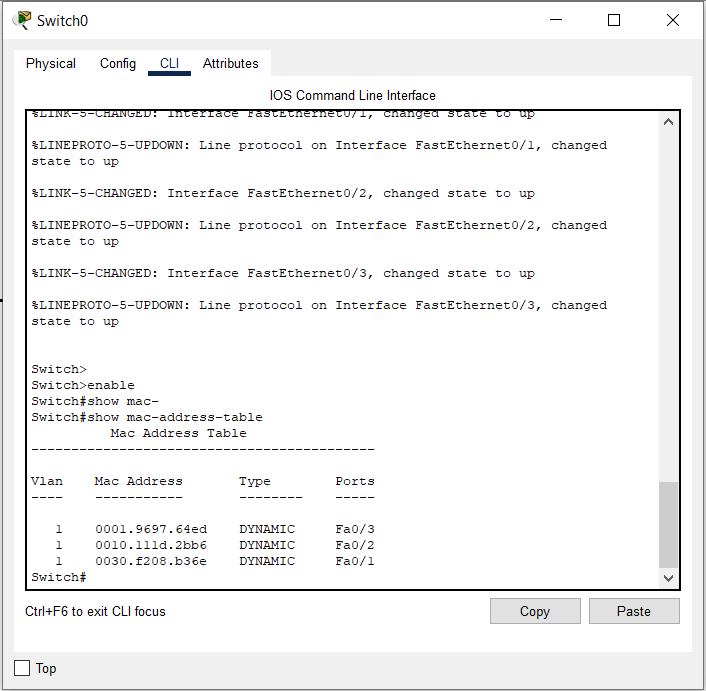 Switch0
Physical Config CLI Attributes
IOS Command Line Interface
%LINK-5-CHANGED: Interface FastEthernet0/1, changed state to up
%LINEPROTO-5-UPDOWN: Line protocol on Interface FastEthernet0/1, changed
state to up
%LINK-5-CHANGED: Interface FastEthernet0/2, changed state to up
%LINEPROTO-5-UPDOWN: Line protocol on Interface FastEthernet0/2, changed
state to up
%LINK-5-CHANGED: Interface FastEthernet0/3, changed state to up
%LINEPROTO-5-UPDOWN: Line protocol on Interface FastEthernet0/3, changed
state to up
Switch>
Switch>enable
Switch#show mac-
Switch#show mac-address-table
Mac Address Table
-------------------------------------------
Vlan    Mac Address       Type        Ports
----    -----------       --------    -----
1    0001.9697.64ed    DYNAMIC     Fa0/3
1    0010.111d.2bb6    DYNAMIC     Fa0/2
1    0030.f208.b36e    DYNAMIC     Fa0/1
Switch#
Ctrl+F6 to exit CLI focus
Copy Paste
Top